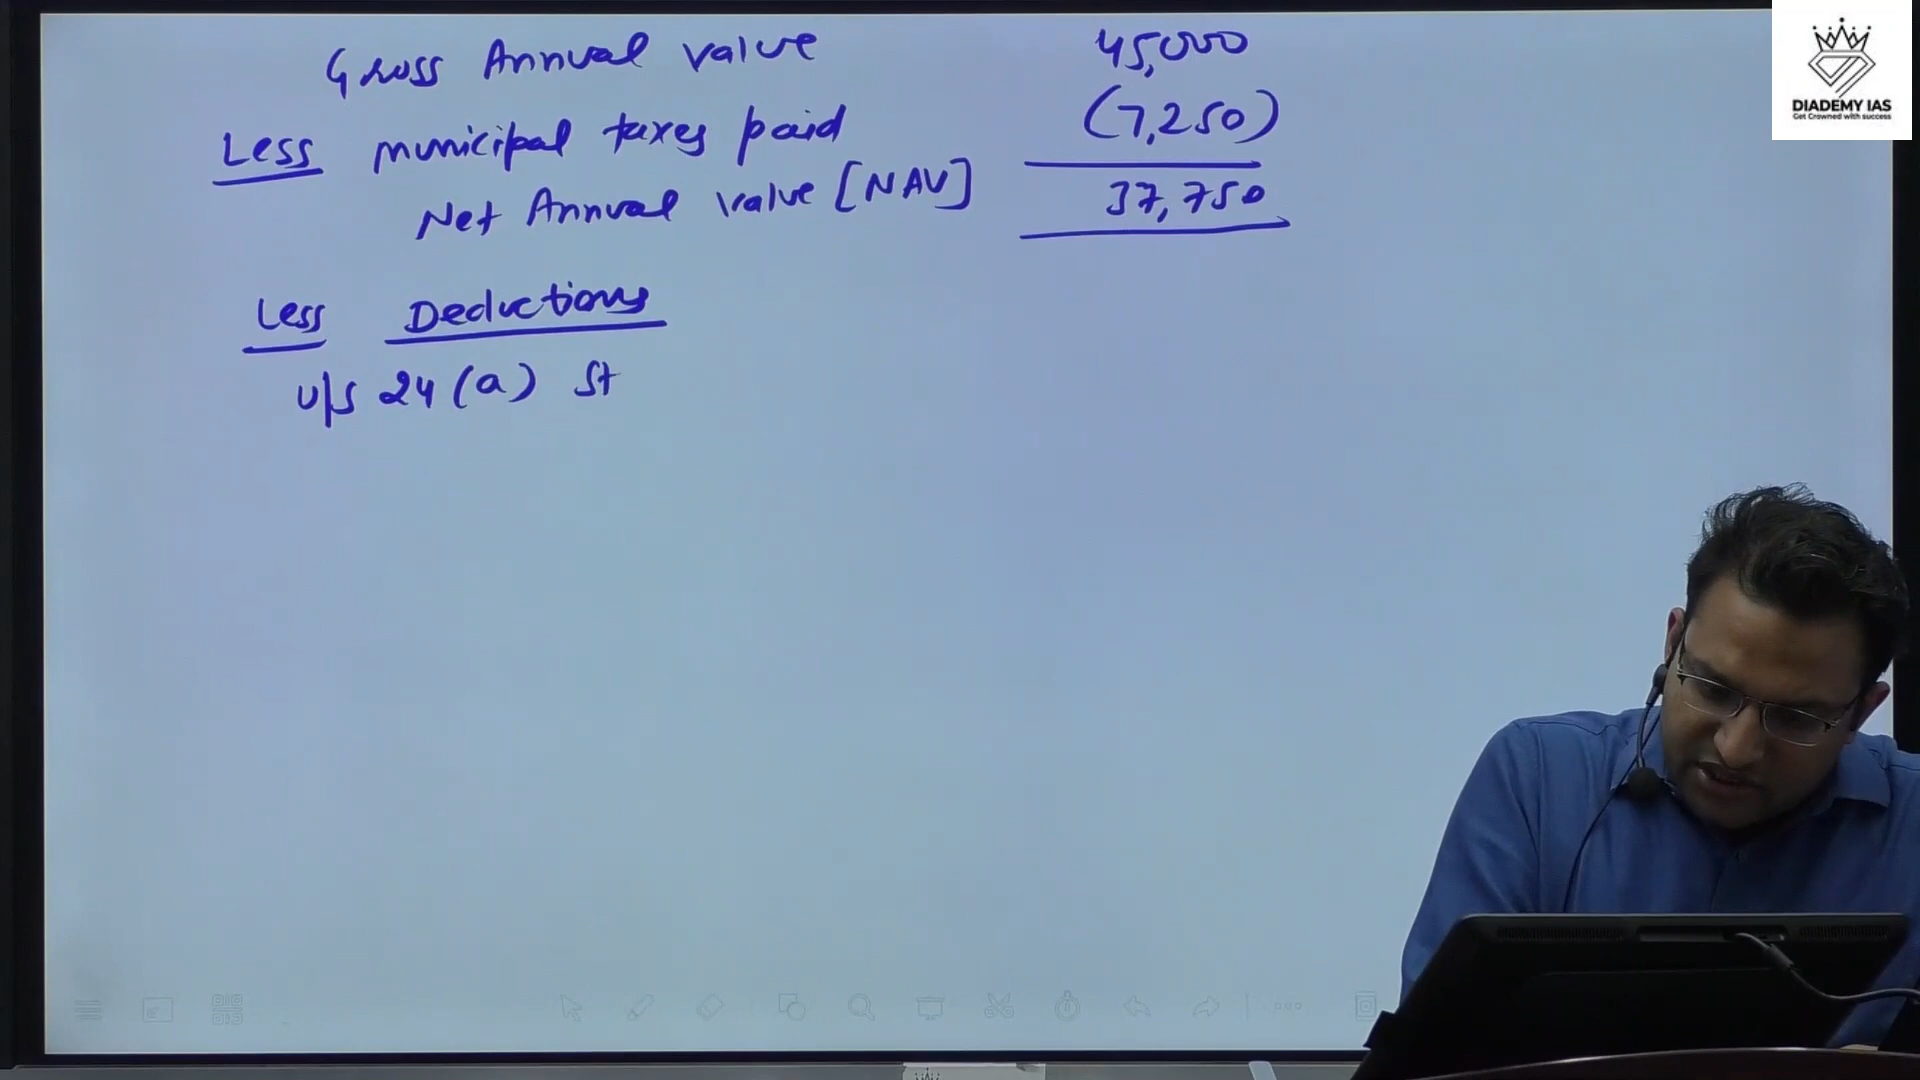 Gross Annual value 45,000
Less municipal taxes paid (7,250)
Net Annual value [NAV] 37,750
Less Deductions
u/s 24 (a) St
DIADEMY IAS
Get Crowned with success